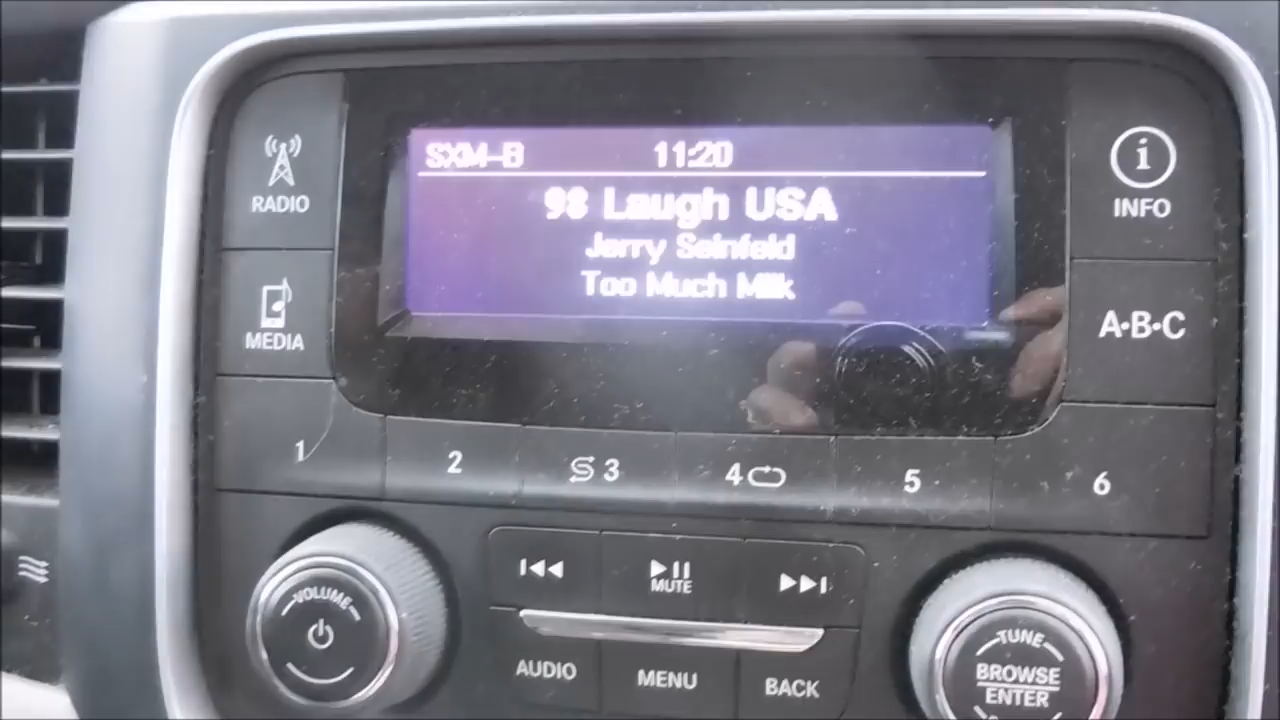 SXM-B 11:20
98 Laugh USA
Jerry Seinfeld
Too Much Milk
RADIO
MEDIA
INFO
A·B·C
1 2 3 4 5 6
VOLUME
MUTE
AUDIO MENU BACK
TUNE
BROWSE
ENTER